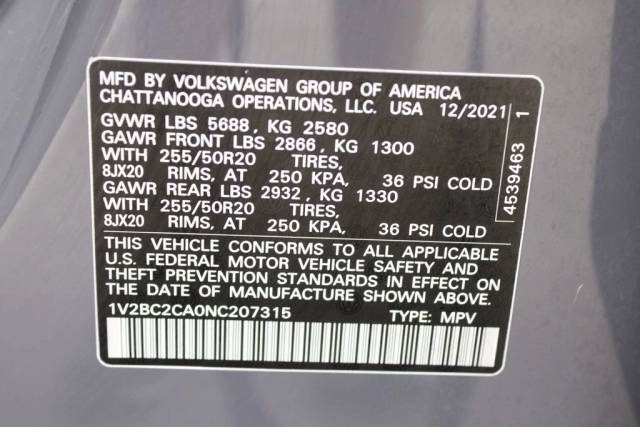 MFD BY VOLKSWAGEN GROUP OF AMERICA
CHATTANOOGA OPERATIONS, LLC. USA 12/2021
GVWR LBS 5688, KG 2580
GAWR FRONT LBS 2866, KG 1300
WITH 255/50R20 TIRES,
8JX20 RIMS, AT 250 KPA, 36 PSI COLD
GAWR REAR LBS 2932, KG 1330
WITH 255/50R20 TIRES,
8JX20 RIMS, AT 250 KPA, 36 PSI COLD
THIS VEHICLE CONFORMS TO ALL APPLICABLE
U.S. FEDERAL MOTOR VEHICLE SAFETY AND
THEFT PREVENTION STANDARDS IN EFFECT ON
THE DATE OF MANUFACTURE SHOWN ABOVE.
1V2BC2CA0NC207315 TYPE: MPV
4539463 1